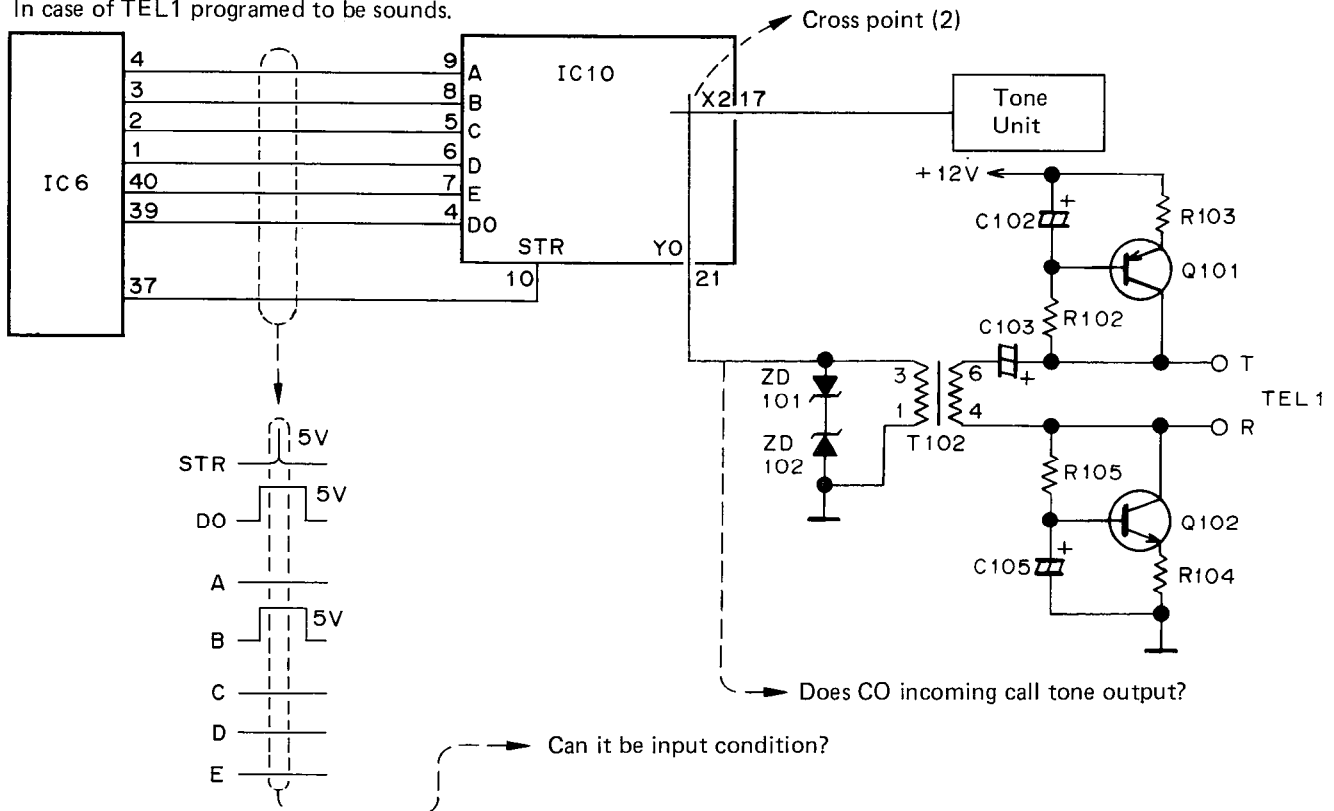 In case of TEL1 programed to be sounds.
Cross point (2)
IC6
4
3
2
1
40
39
37
9
8
5
6
7
4
A
B
C
D
E
D0
IC10
X2 17
STR
10
Y0
21
Tone
Unit
+12V
+
C102
R103
Q101
R102
C103
+
T
TEL1
R
ZD
101
ZD
102
3
1
6
4
T102
R105
Q102
+
C105
R104
STR
5V
D0
5V
A
B
5V
C
D
E
Does CO incoming call tone output?
Can it be input condition?